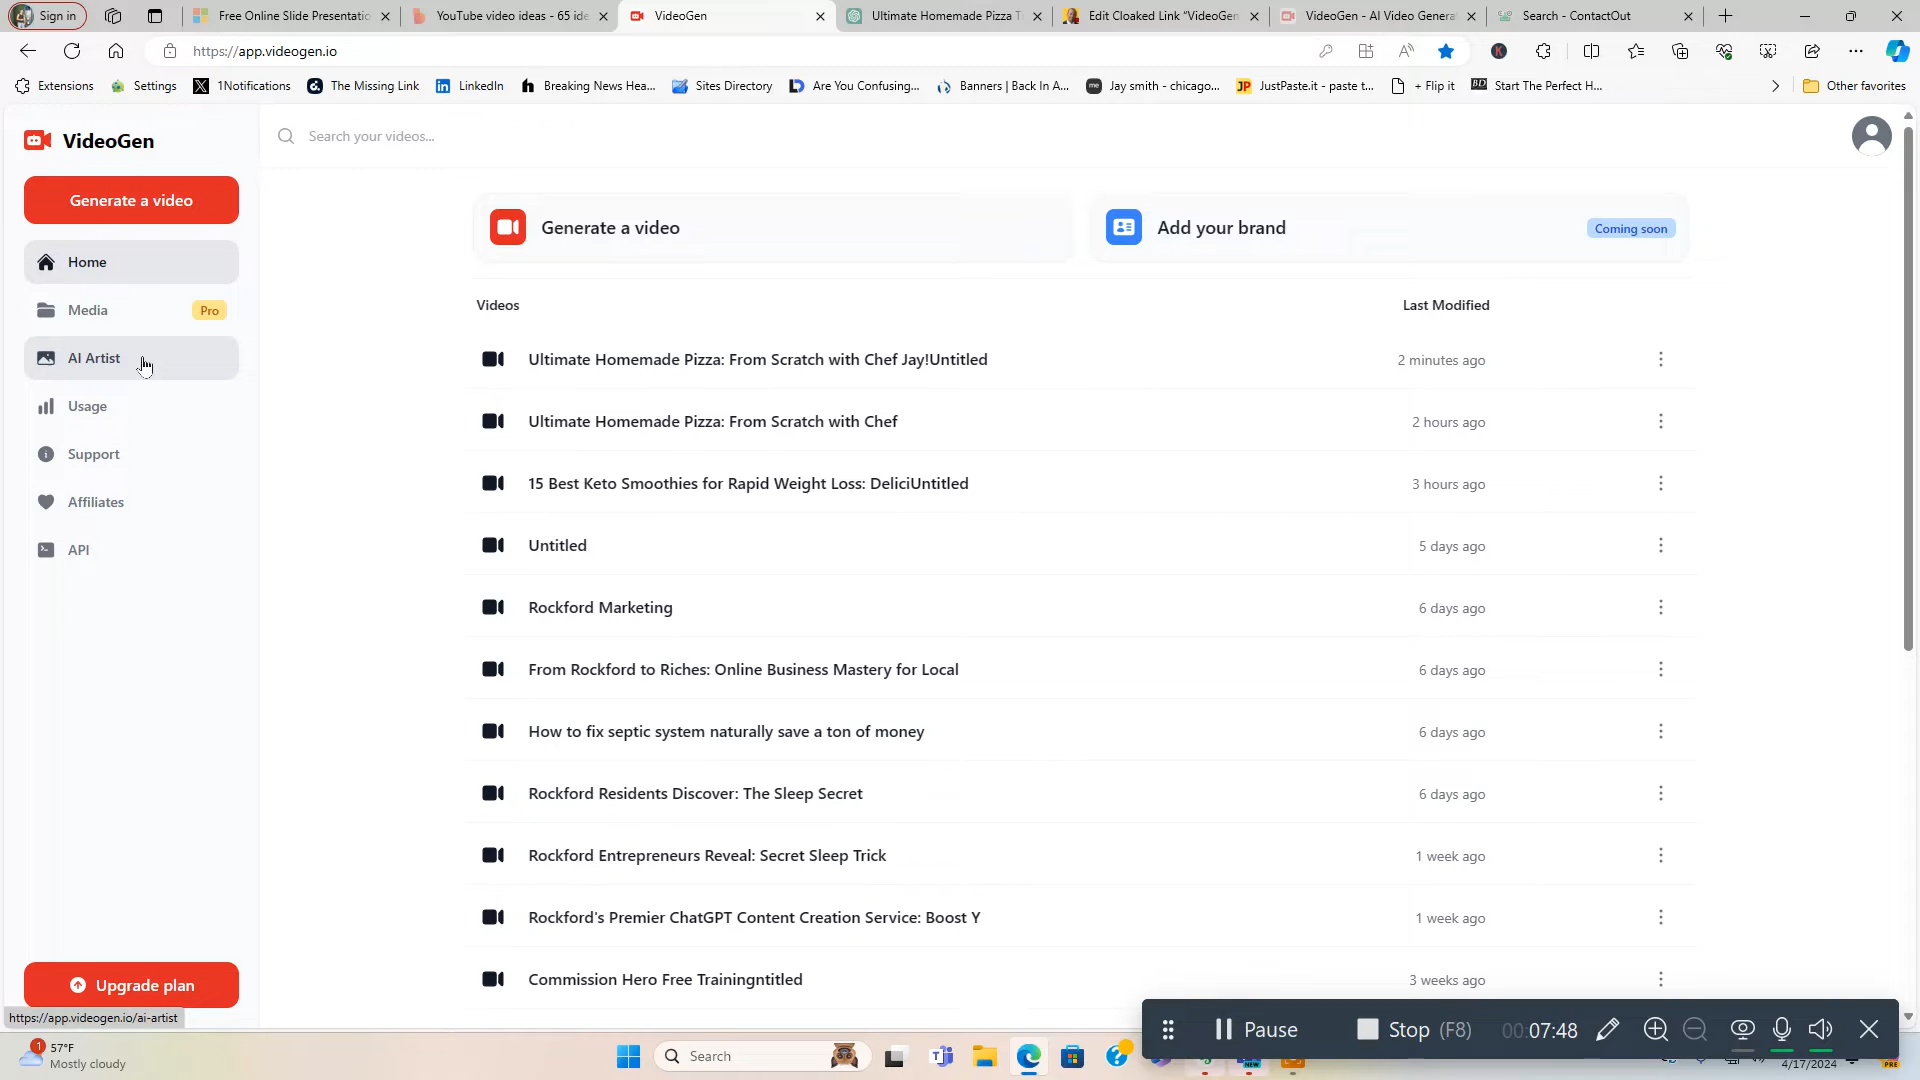 Sign in
Free Online Slide Presentatio
YouTube video ideas - 65 ide
VideoGen
Ultimate Homemade Pizza T
Edit Cloaked Link "VideoGen
VideoGen - AI Video Genera
Search - ContactOut
https://app.videogen.io
Extensions
Settings
1Notifications
The Missing Link
LinkedIn
Breaking News Hea...
Sites Directory
Are You Confusing...
Banners | Back In A...
Jay smith - chicago...
JustPaste.it - paste t...
+ Flip it
Start The Perfect H...
Other favorites
VideoGen
Search your videos...
Generate a video
Generate a video
Add your brand
Coming soon
Home
Media
Pro
AI Artist
Usage
Support
Affiliates
API
Videos
Last Modified
Ultimate Homemade Pizza: From Scratch with Chef Jay!Untitled
2 minutes ago
Ultimate Homemade Pizza: From Scratch with Chef
2 hours ago
15 Best Keto Smoothies for Rapid Weight Loss: DeliciUntitled
3 hours ago
Untitled
5 days ago
Rockford Marketing
6 days ago
From Rockford to Riches: Online Business Mastery for Local
6 days ago
How to fix septic system naturally save a ton of money
6 days ago
Rockford Residents Discover: The Sleep Secret
6 days ago
Rockford Entrepreneurs Reveal: Secret Sleep Trick
1 week ago
Rockford's Premier ChatGPT Content Creation Service: Boost Y
1 week ago
Commission Hero Free Trainingntitled
3 weeks ago
Upgrade plan
https://app.videogen.io/ai-artist
Pause
Stop (F8)
00:07:48
1
57°F
Mostly cloudy
Search
4/17/2024